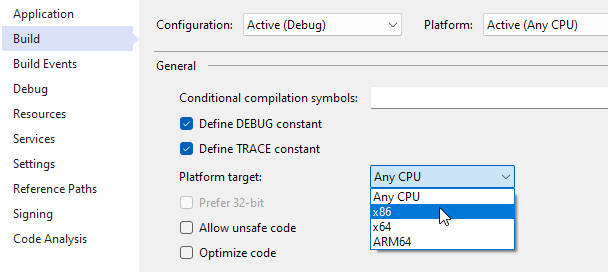 Application
Build
Build Events
Debug
Resources
Services
Settings
Reference Paths
Signing
Code Analysis
Configuration: Active (Debug) Platform: Active (Any CPU)
General
Conditional compilation symbols:
Define DEBUG constant
Define TRACE constant
Platform target: Any CPU
Any CPU
x86
x64
ARM64
Prefer 32-bit
Allow unsafe code
Optimize code